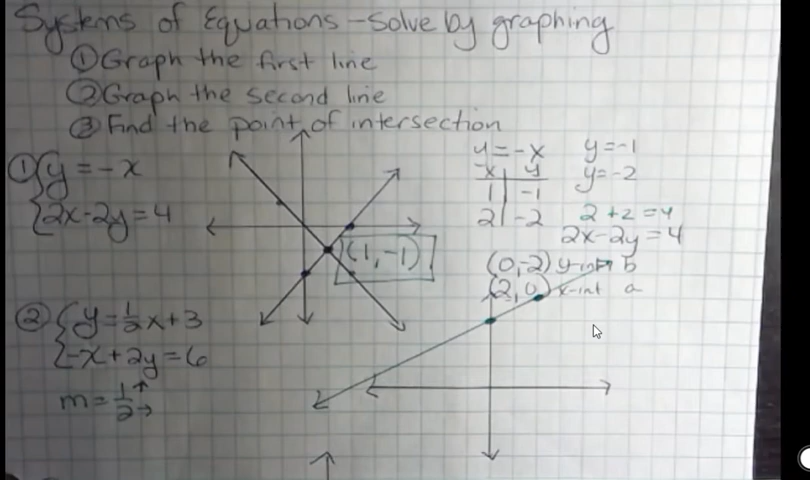 Systems of Equations - Solve by graphing
① Graph the first line
② Graph the second line
③ Find the point of intersection
① { y = -x
2x - 2y = 4
(1, -1)
y = -x   y = -1
x | y   y = -2
1 | -1
2 | -2   2 + 2 = 4
2x - 2y = 4
(0, -2) y-int b
(2, 0) x-int a
② { y = 1/2 x + 3
-x + 2y = 6
m = 1/2 ↑ →